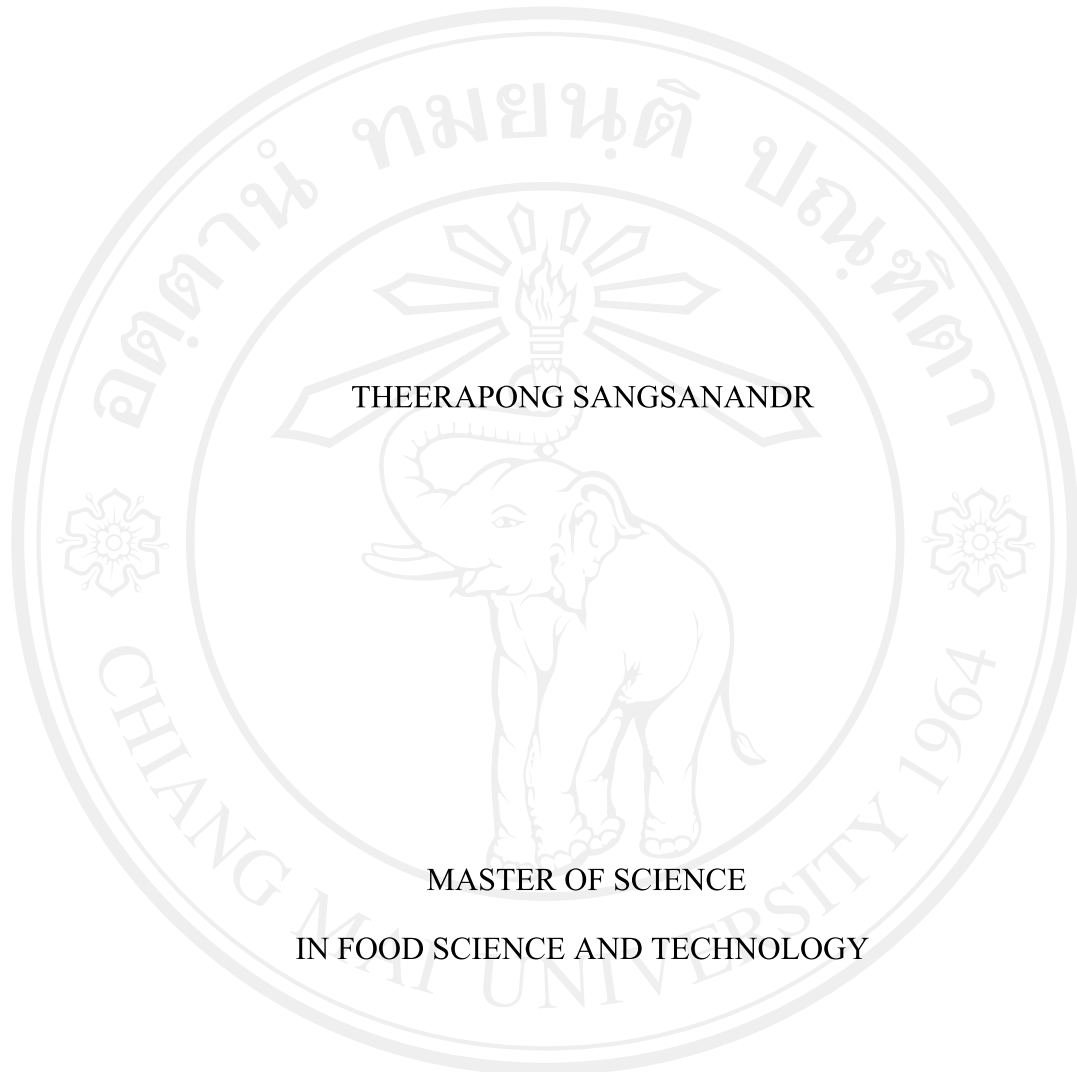 อตฺตานํ ทมยนฺติ ปณฺฑิตา
THEERAPONG SANGSANANDR
MASTER OF SCIENCE
IN FOOD SCIENCE AND TECHNOLOGY
CHIANG MAI UNIVERSITY 1964